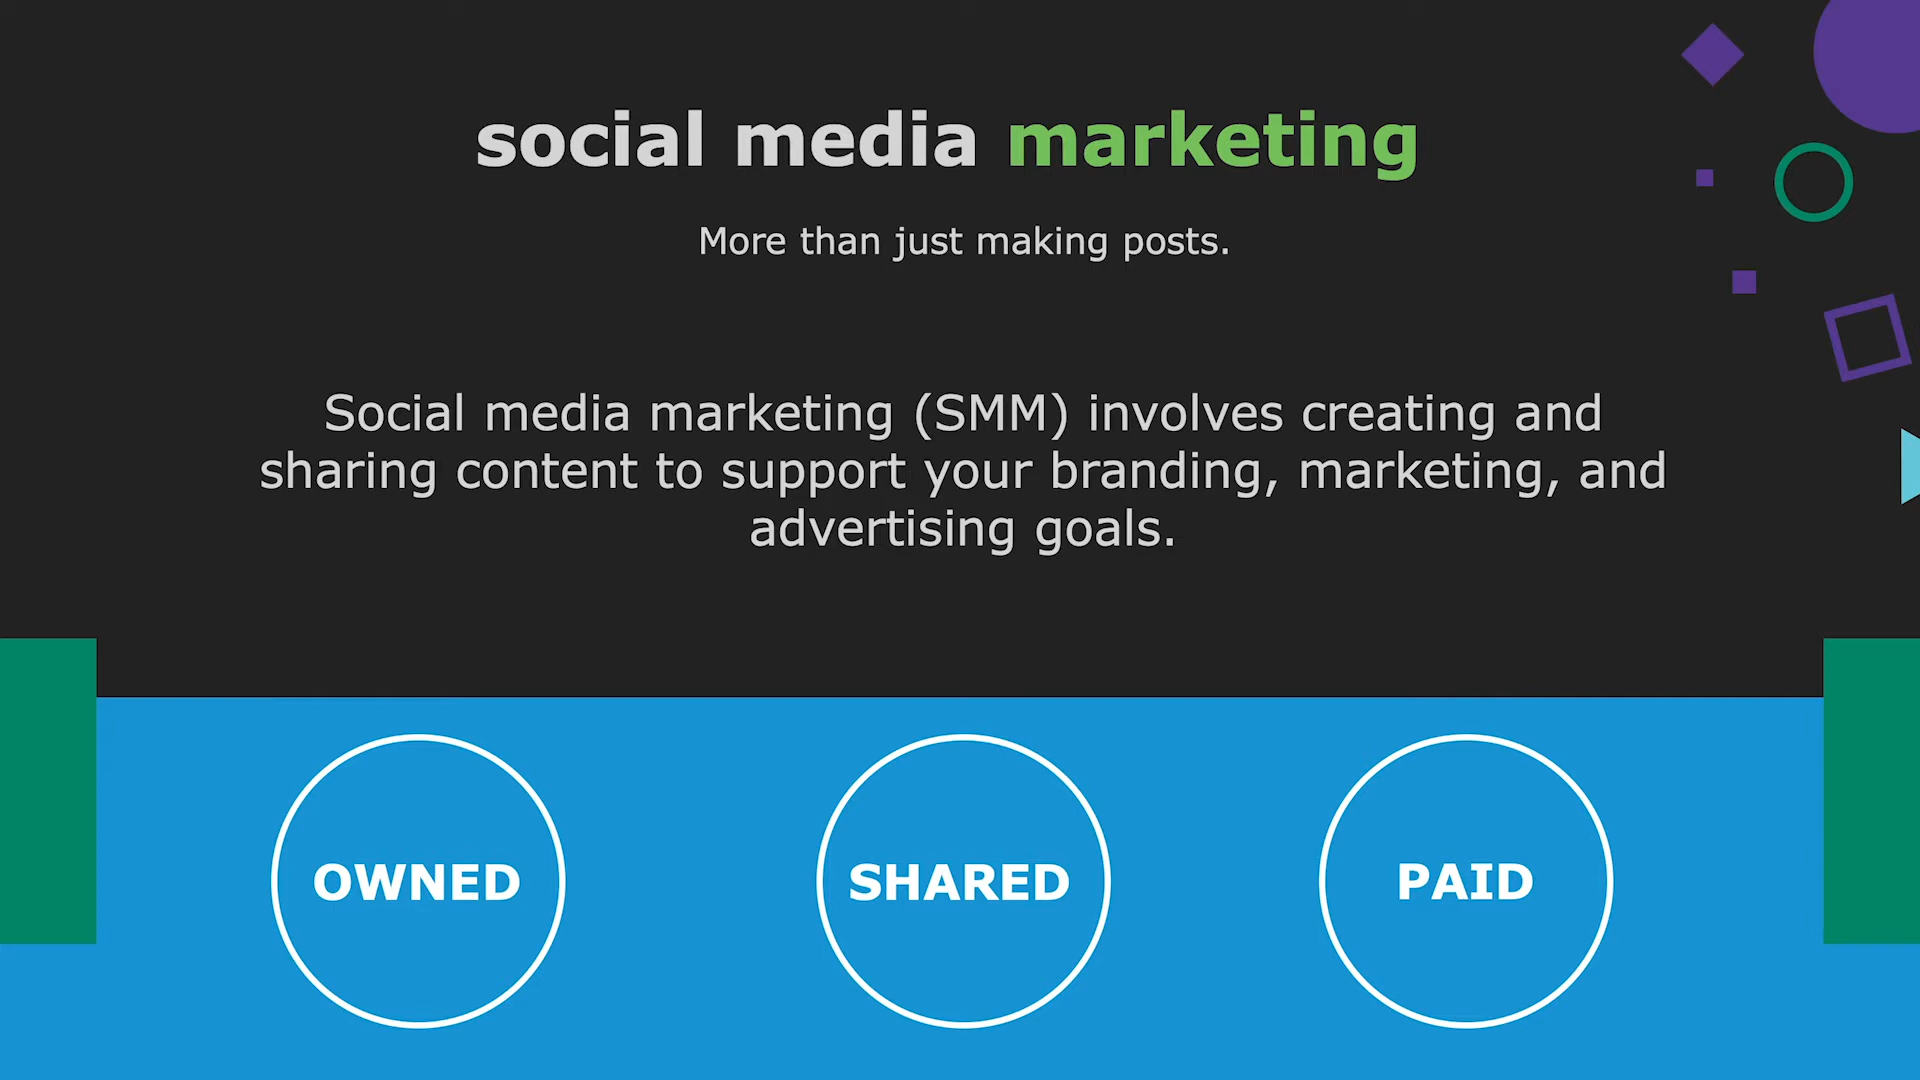 social media marketing
More than just making posts.
Social media marketing (SMM) involves creating and
sharing content to support your branding, marketing, and
advertising goals.
OWNED
SHARED
PAID